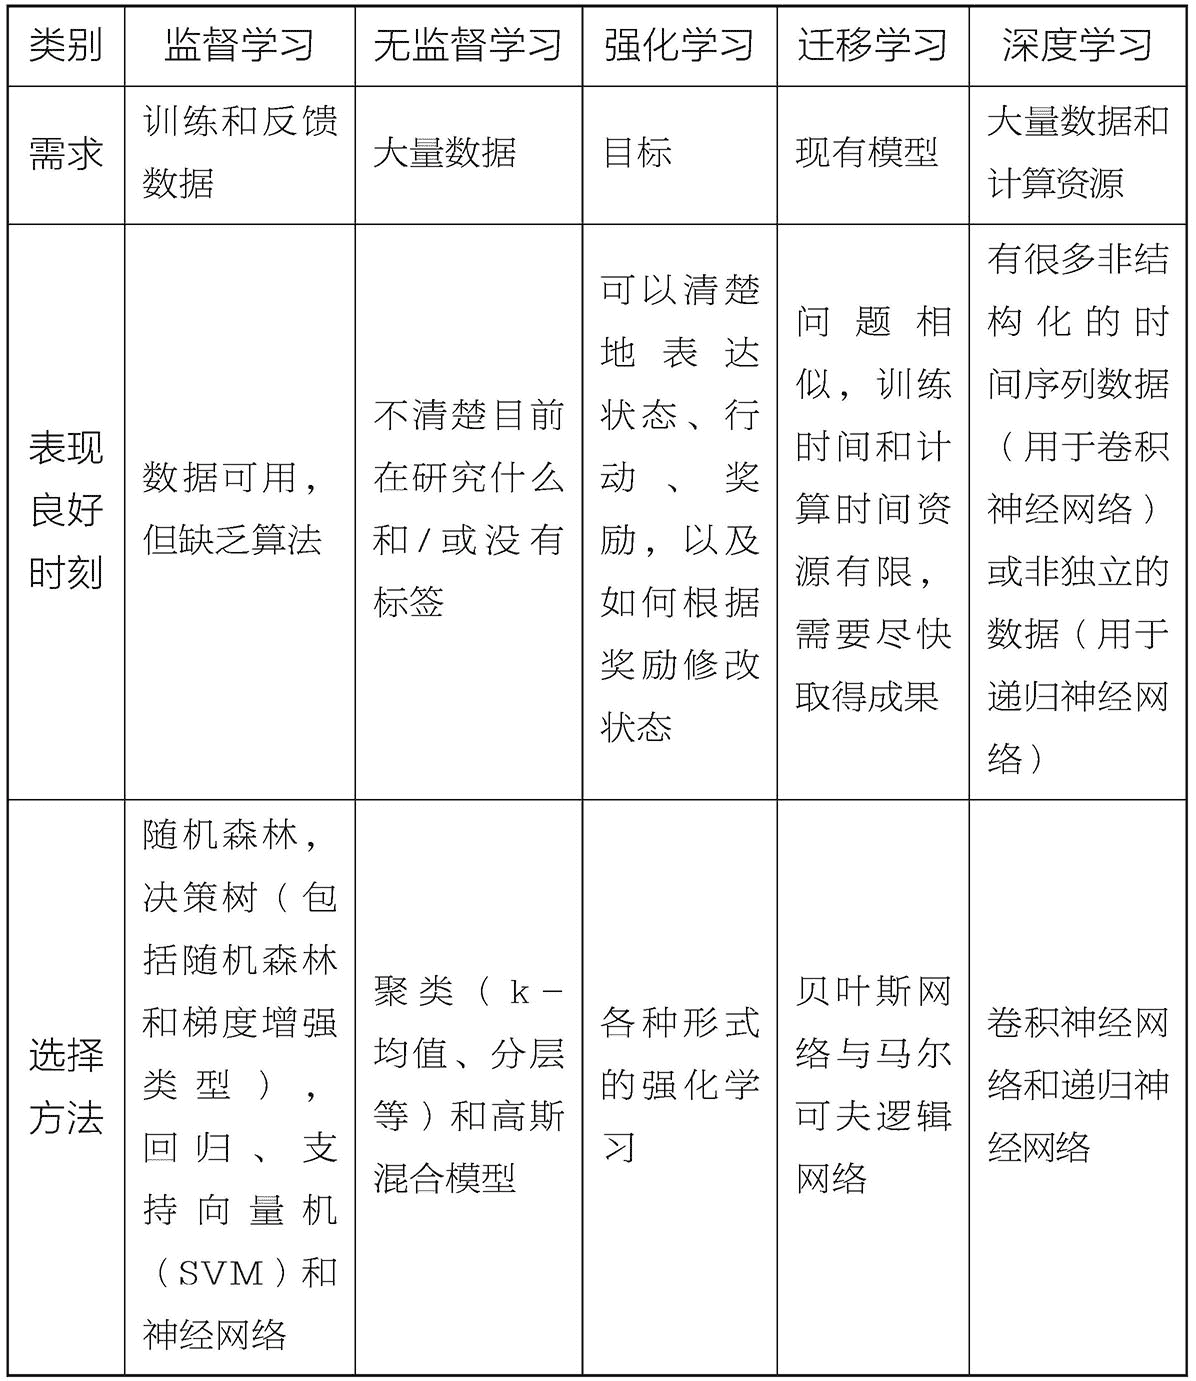 类别
监督学习
无监督学习
强化学习
迁移学习
深度学习
需求
训练和反馈
数据
大量数据
目标
现有模型
大量数据和
计算资源
表现
良好
时刻
数据可用，
但缺乏算法
不清楚目前
在研究什么
和/或没有
标签
可以清楚
地表达
状态、行
动、奖
励，以及
如何根据
奖励修改
状态
问题相
似，训练
时间和计
算时间资
源有限，
需要尽快
取得成果
有很多非结
构化的时
间序列数据
（用于卷积
神经网络）
或非独立的
数据（用于
递归神经网
络）
选择
方法
随机森林，
决策树（包
括随机森林
和梯度增强
类型），
回归、支
持向量机
（SVM）和
神经网络
聚类（k-
均值、分层
等）和高斯
混合模型
各种形式
的强化学
习
贝叶斯网
络与马尔
可夫逻辑
网络
卷积神经网
络和递归神
经网络